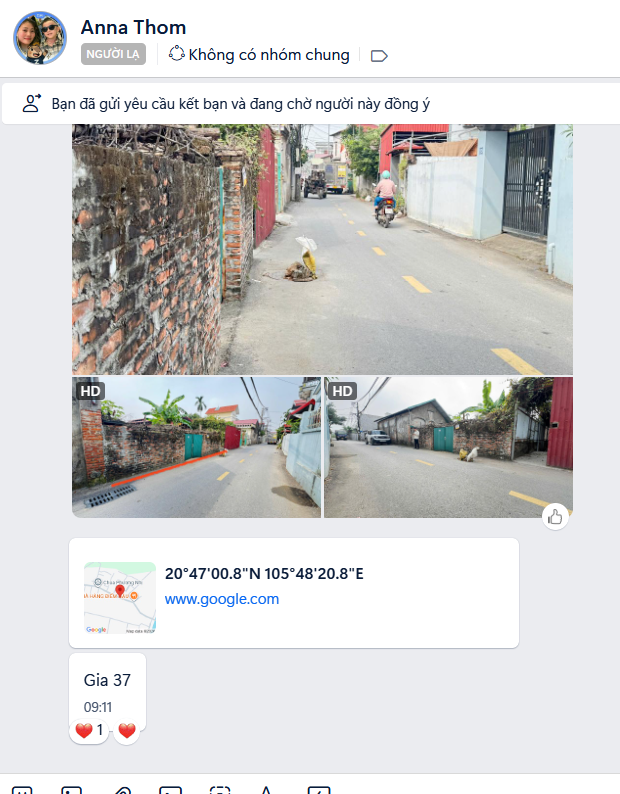 Anna Thom
NGƯỜI LẠ
Không có nhóm chung
Bạn đã gửi yêu cầu kết bạn và đang chờ người này đồng ý
HD
HD
20°47'00.8"N 105°48'20.8"E
www.google.com
Google
Gia 37
09:11
1